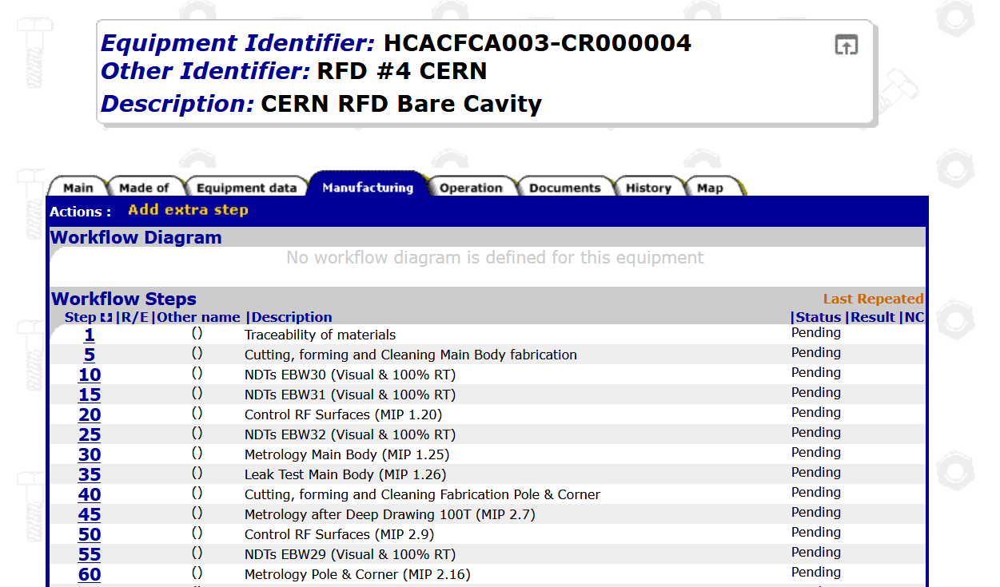 Equipment Identifier: HCACFCA003-CR000004
Other Identifier: RFD #4 CERN
Description: CERN RFD Bare Cavity
Main Made of Equipment data Manufacturing Operation Documents History Map
Actions : Add extra step
Workflow Diagram
No workflow diagram is defined for this equipment
Workflow Steps Last Repeated
Step |R/E|Other name |Description |Status |Result |NC
1 () Traceability of materials Pending
5 () Cutting, forming and Cleaning Main Body fabrication Pending
10 () NDTs EBW30 (Visual & 100% RT) Pending
15 () NDTs EBW31 (Visual & 100% RT) Pending
20 () Control RF Surfaces (MIP 1.20) Pending
25 () NDTs EBW32 (Visual & 100% RT) Pending
30 () Metrology Main Body (MIP 1.25) Pending
35 () Leak Test Main Body (MIP 1.26) Pending
40 () Cutting, forming and Cleaning Fabrication Pole & Corner Pending
45 () Metrology after Deep Drawing 100T (MIP 2.7) Pending
50 () Control RF Surfaces (MIP 2.9) Pending
55 () NDTs EBW29 (Visual & 100% RT) Pending
60 () Metrology Pole & Corner (MIP 2.16) Pending